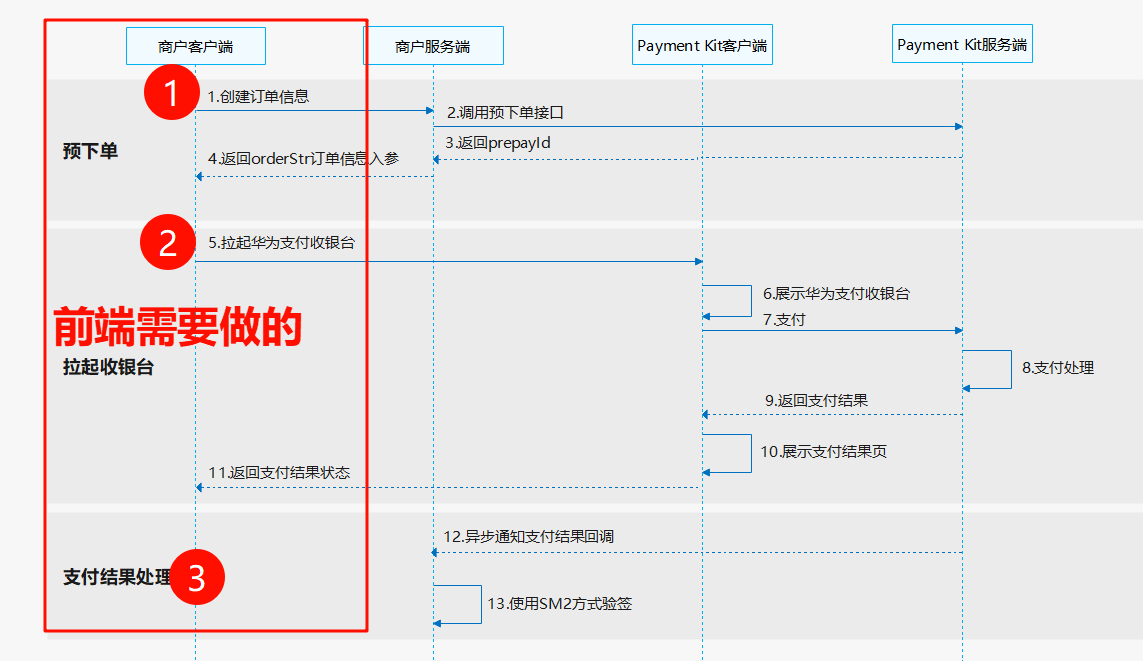 商户客户端
商户服务端
Payment Kit客户端
Payment Kit服务端
1
1.创建订单信息
2.调用预下单接口
3.返回prepayId
预下单
4.返回orderStr订单信息入参
2
5.拉起华为支付收银台
6.展示华为支付收银台
7.支付
前端需要做的
拉起收银台
8.支付处理
9.返回支付结果
10.展示支付结果页
11.返回支付结果状态
12.异步通知支付结果回调
支付结果处理
3
13.使用SM2方式验签